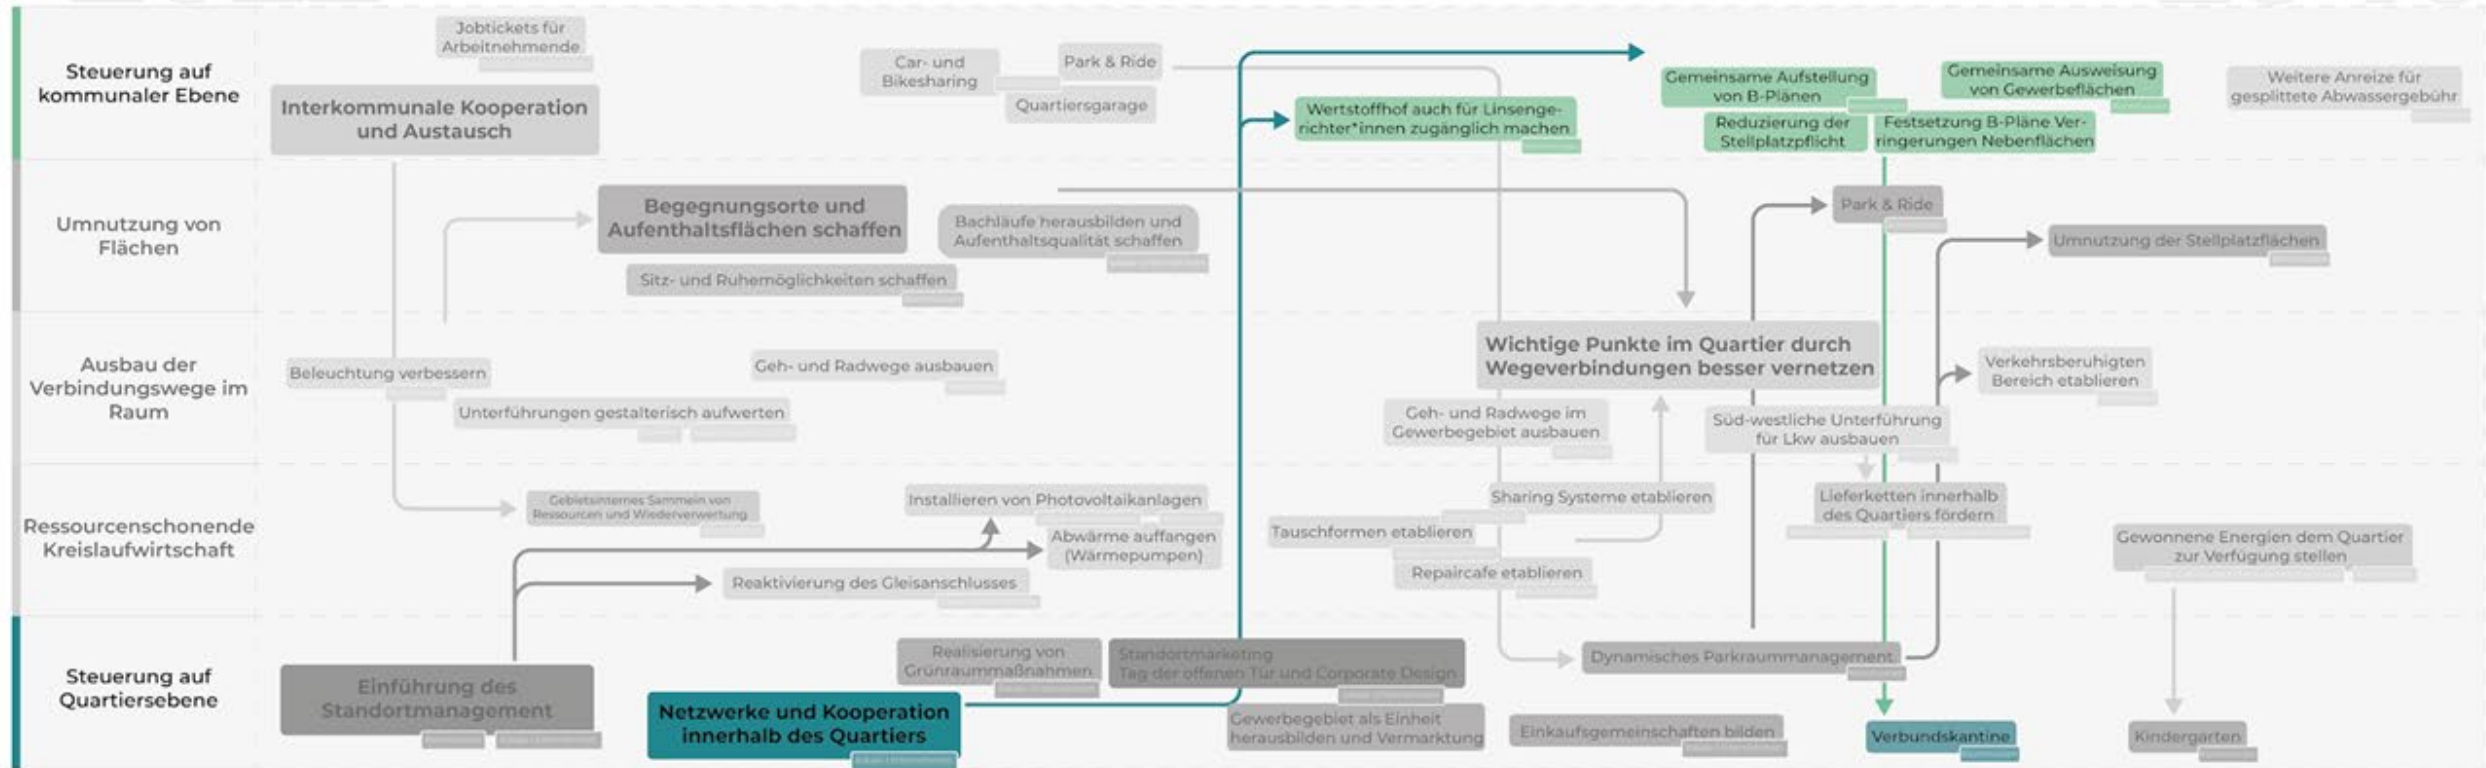 Steuerung auf
kommunaler Ebene
Jobtickets für
Arbeitnehmende
Interkommunale Kooperation
und Austausch
Car- und
Bikesharing
Park & Ride
Quartiersgarage
Wertstoffhof auch für Linsenge-
richter*innen zugänglich machen
Gemeinsame Aufstellung
von B-Plänen
Gemeinsame Ausweisung
von Gewerbeflächen
Reduzierung der
Stellplatzpflicht
Festsetzung B-Pläne Ver-
ringerungen Nebenflächen
Weitere Anreize für
gesplittete Abwassergebühr
Umnutzung von
Flächen
Begegnungsorte und
Aufenthaltsflächen schaffen
Bachläufe herausbilden und
Aufenthaltsqualität schaffen
Sitz- und Ruhemöglichkeiten schaffen
Park & Ride
Umnutzung der Stellplatzflächen
Ausbau der
Verbindungswege im
Raum
Beleuchtung verbessern
Unterführungen gestalterisch aufwerten
Geh- und Radwege ausbauen
Wichtige Punkte im Quartier durch
Wegeverbindungen besser vernetzen
Geh- und Radwege im
Gewerbegebiet ausbauen
Süd-westliche Unterführung
für Lkw ausbauen
Verkehrsberuhigten
Bereich etablieren
Ressourcenschonende
Kreislaufwirtschaft
Gebietsinternes Sammeln von
Ressourcen und Wiederverwertung
Installieren von Photovoltaikanlagen
Abwärme auffangen
(Wärmepumpen)
Reaktivierung des Gleisanschlusses
Sharing Systeme etablieren
Tauschformen etablieren
Repaircafe etablieren
Lieferketten innerhalb
des Quartiers fördern
Gewonnene Energien dem Quartier
zur Verfügung stellen
Steuerung auf
Quartiersebene
Einführung des
Standortmanagement
Netzwerke und Kooperation
innerhalb des Quartiers
Realisierung von
Grünraummaßnahmen
Standortmarketing
Tag der offenen Tür und Corporate Design
Gewerbegebiet als Einheit
herausbilden und Vermarktung
Dynamisches Parkraummanagement
Einkaufsgemeinschaften bilden
Verbundskantine
Kindergarten